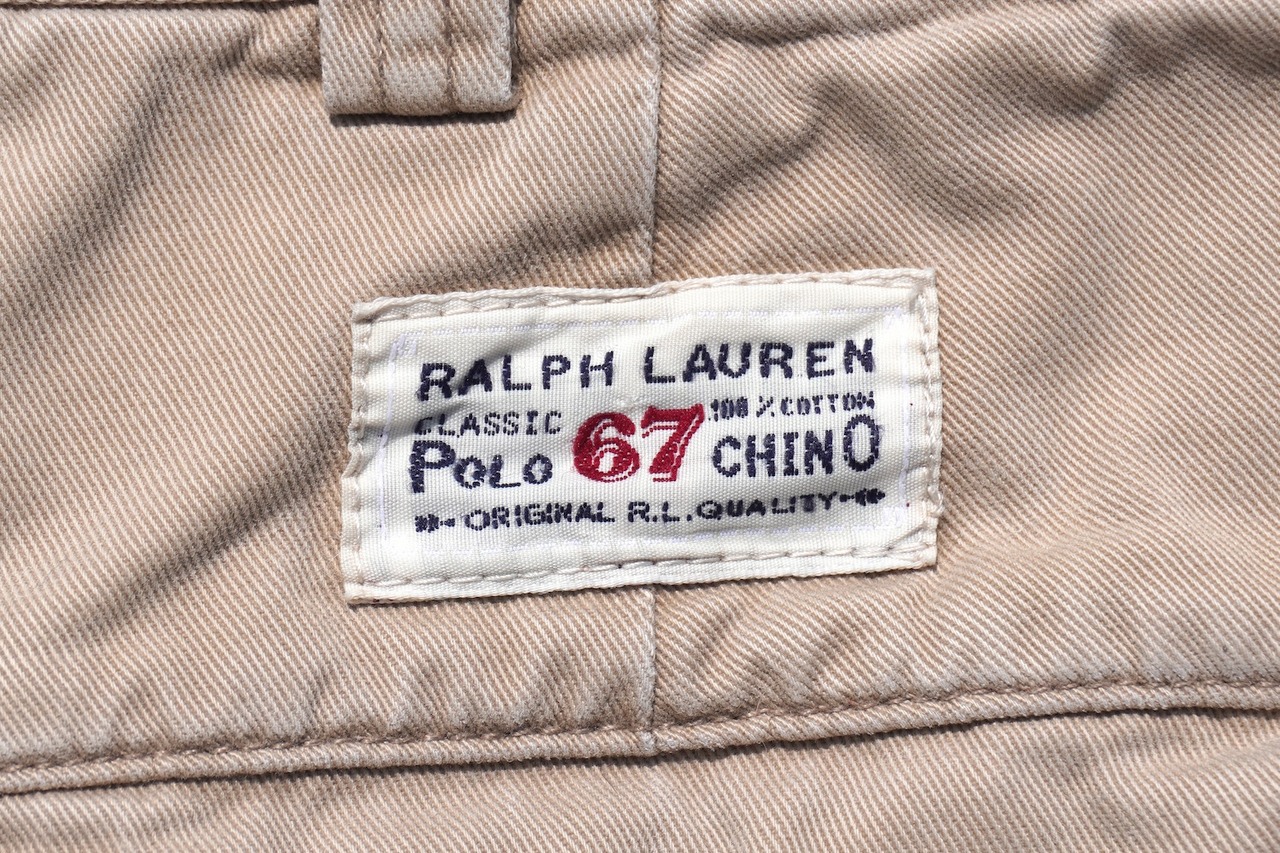 RALPH LAUREN
CLASSIC 67 100% COTTON
POLO CHINO
ORIGINAL R.L. QUALITY